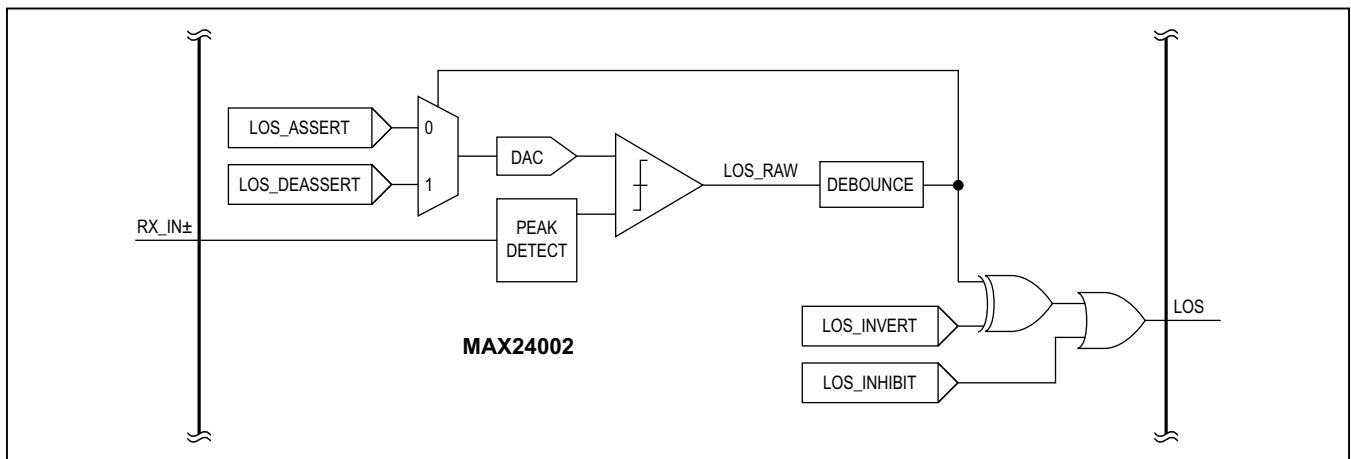 LOS_ASSERT
0
DAC
LOS_RAW
DEBOUNCE
LOS_DEASSERT
1
RX_IN±
PEAK
DETECT
LOS_INVERT
LOS
MAX24002
LOS_INHIBIT